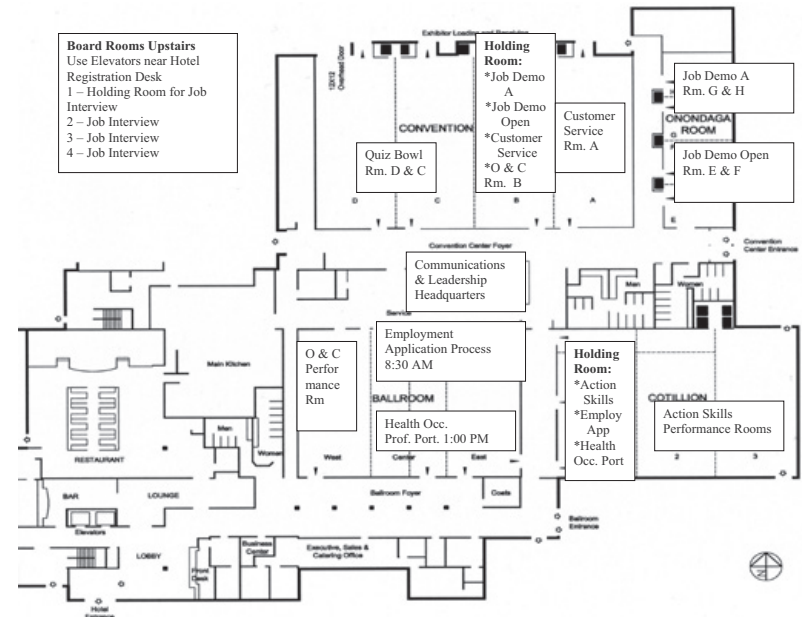 Board Rooms Upstairs
Use Elevators near Hotel
Registration Desk
1 – Holding Room for Job
Interview
2 – Job Interview
3 – Job Interview
4 – Job Interview
12X12
Overhead Door
Exhibitor Loading and Receiving
Holding
Room:
*Job Demo
A
*Job Demo
Open
*Customer
Service
*O & C
Rm. B
CONVENTION
Quiz Bowl
Rm. D & C
Customer
Service
Rm. A
Job Demo A
Rm. G & H
ONONDAGA
ROOM
G
Job Demo Open
Rm. E & F
D
C
B
A
E
Convention Center Foyer
Convention
Center Entrance
Communications
& Leadership
Headquarters
Service
Men
Women
Main Kitchen
O & C
Perfor
mance
Rm
Employment
Application Process
8:30 AM
BALLROOM
Health Occ.
Prof. Port. 1:00 PM
Holding
Room:
*Action
Skills
*Employ
App
*Health
Occ. Port
COTILLION
Action Skills
Performance Rooms
2
3
Men
Women
RESTAURANT
West
Center
East
BAR
LOUNGE
Ballroom Foyer
Coats
Elevators
Ballroom
Entrance
LOBBY
Business
Center
Executive, Sales &
Catering Office
Front
Desk
Hotel
Entrance
N